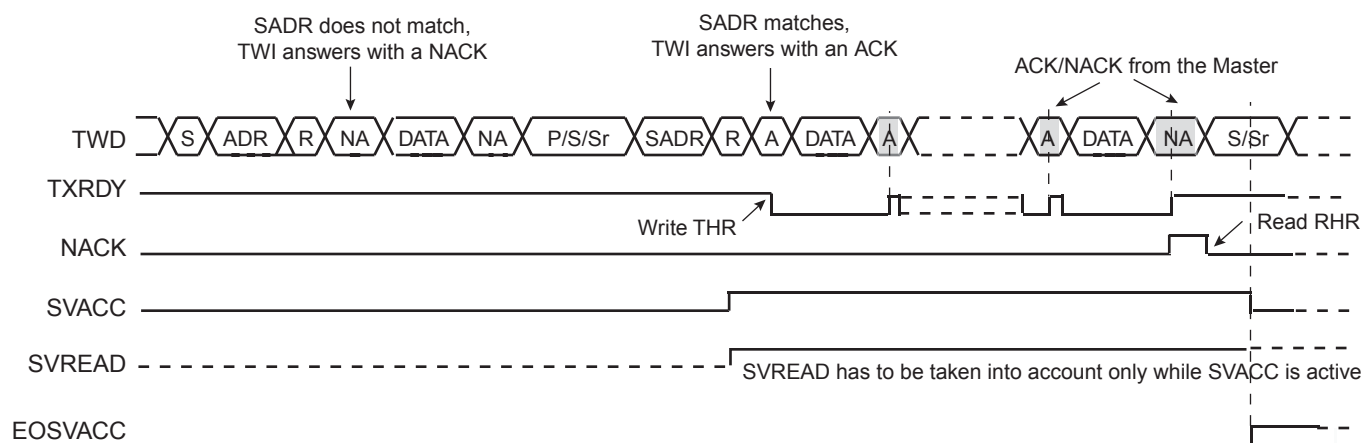 SADR does not match,
TWI answers with a NACK
SADR matches,
TWI answers with an ACK
ACK/NACK from the Master
TWD S ADR R NA DATA NA P/S/Sr SADR R A DATA A A DATA NA S/Sr
TXRDY
Write THR
Read RHR
NACK
SVACC
SVREAD
SVREAD has to be taken into account only while SVACC is active
EOSVACC